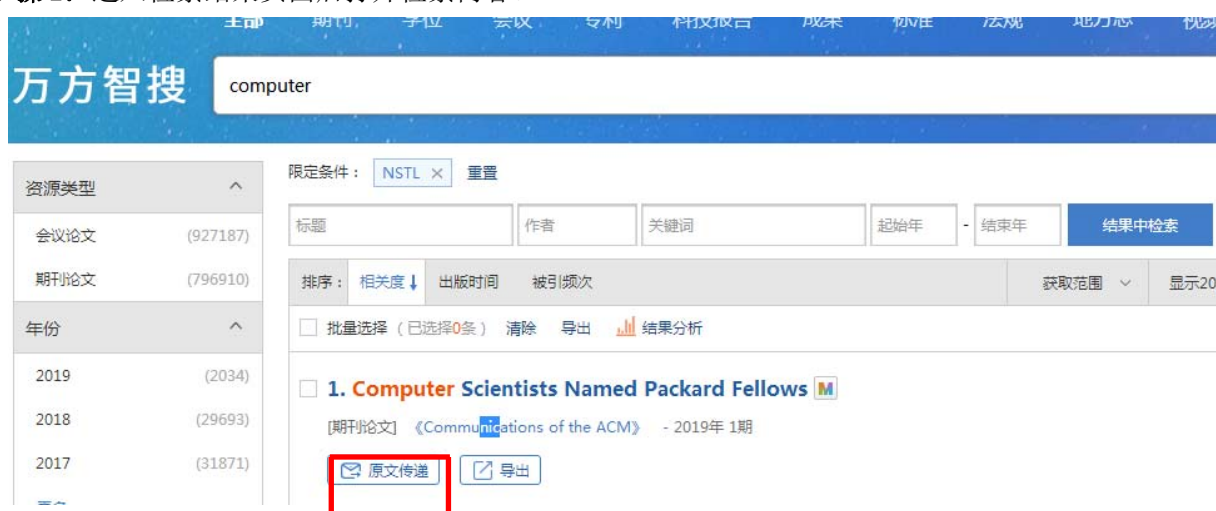 全部 期刊 学位 会议 专利 科技报告 成果 标准 法规 地方志 视频
万方智搜
computer
限定条件： NSTL × 重置
资源类型
标题 作者 关键词 起始年 - 结束年 结果中检索
会议论文 (927187)
期刊论文 (796910)
排序： 相关度 出版时间 被引频次 获取范围 显示20
年份
批量选择 （已选择0条） 清除 导出 结果分析
2019 (2034)
1. Computer Scientists Named Packard Fellows M
2018 (29693)
[期刊论文] 《Communications of the ACM》 - 2019年 1期
2017 (31871)
原文传递 导出